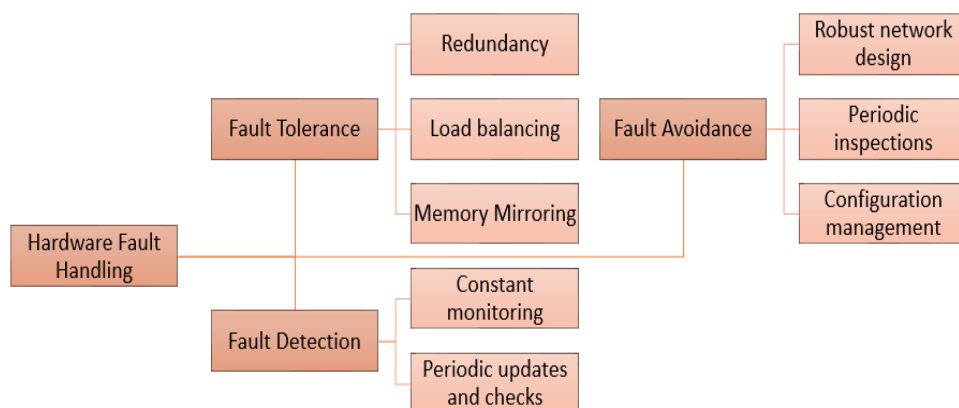 Hardware Fault
Handling
Fault Tolerance
Redundancy
Load balancing
Memory Mirroring
Fault Detection
Constant
monitoring
Periodic updates
and checks
Fault Avoidance
Robust network
design
Periodic
inspections
Configuration
management